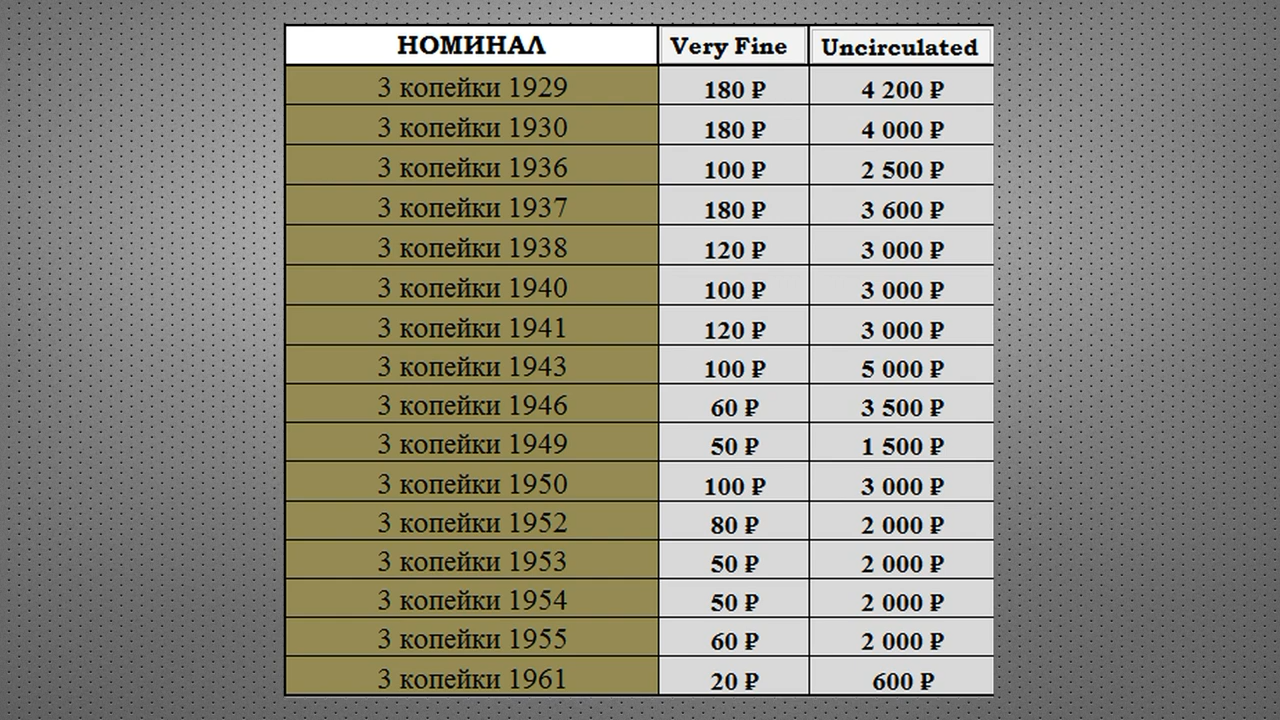 НОМИНАЛ Very Fine Uncirculated
3 копейки 1929 180 ₽ 4 200 ₽
3 копейки 1930 180 ₽ 4 000 ₽
3 копейки 1936 100 ₽ 2 500 ₽
3 копейки 1937 180 ₽ 3 600 ₽
3 копейки 1938 120 ₽ 3 000 ₽
3 копейки 1940 100 ₽ 3 000 ₽
3 копейки 1941 120 ₽ 3 000 ₽
3 копейки 1943 100 ₽ 5 000 ₽
3 копейки 1946 60 ₽ 3 500 ₽
3 копейки 1949 50 ₽ 1 500 ₽
3 копейки 1950 100 ₽ 3 000 ₽
3 копейки 1952 80 ₽ 2 000 ₽
3 копейки 1953 50 ₽ 2 000 ₽
3 копейки 1954 50 ₽ 2 000 ₽
3 копейки 1955 60 ₽ 2 000 ₽
3 копейки 1961 20 ₽ 600 ₽